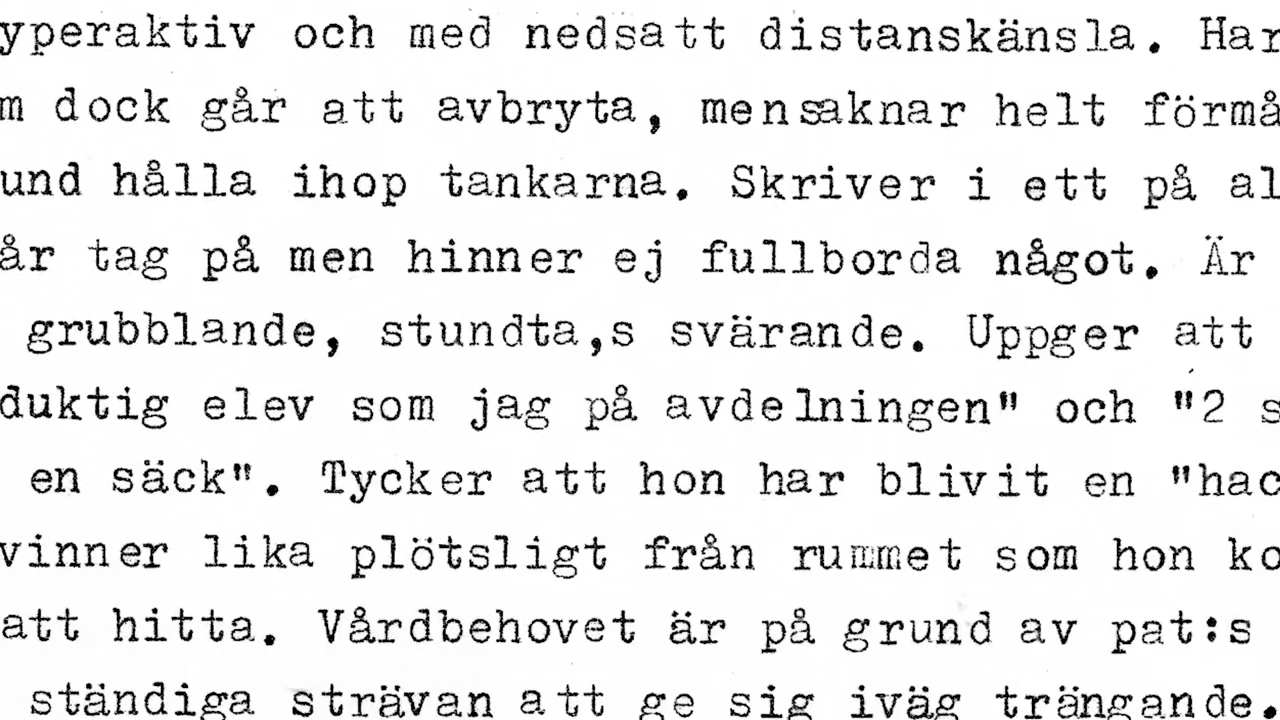 yperaktiv och med nedsatt distanskänsla. Har
m dock går att avbryta, mensaknar helt förmå
und hålla ihop tankarna. Skriver i ett på al
år tag på men hinner ej fullborda något. Är
grubblande, stundta,s svärande. Uppger att
duktig elev som jag på avdelningen" och "2 s
en säck". Tycker att hon har blivit en "hac
vinner lika plötsligt från rummet som hon ko
att hitta. Vårdbehovet är på grund av pat:s
ständiga strävan att ge sig iväg trängande.